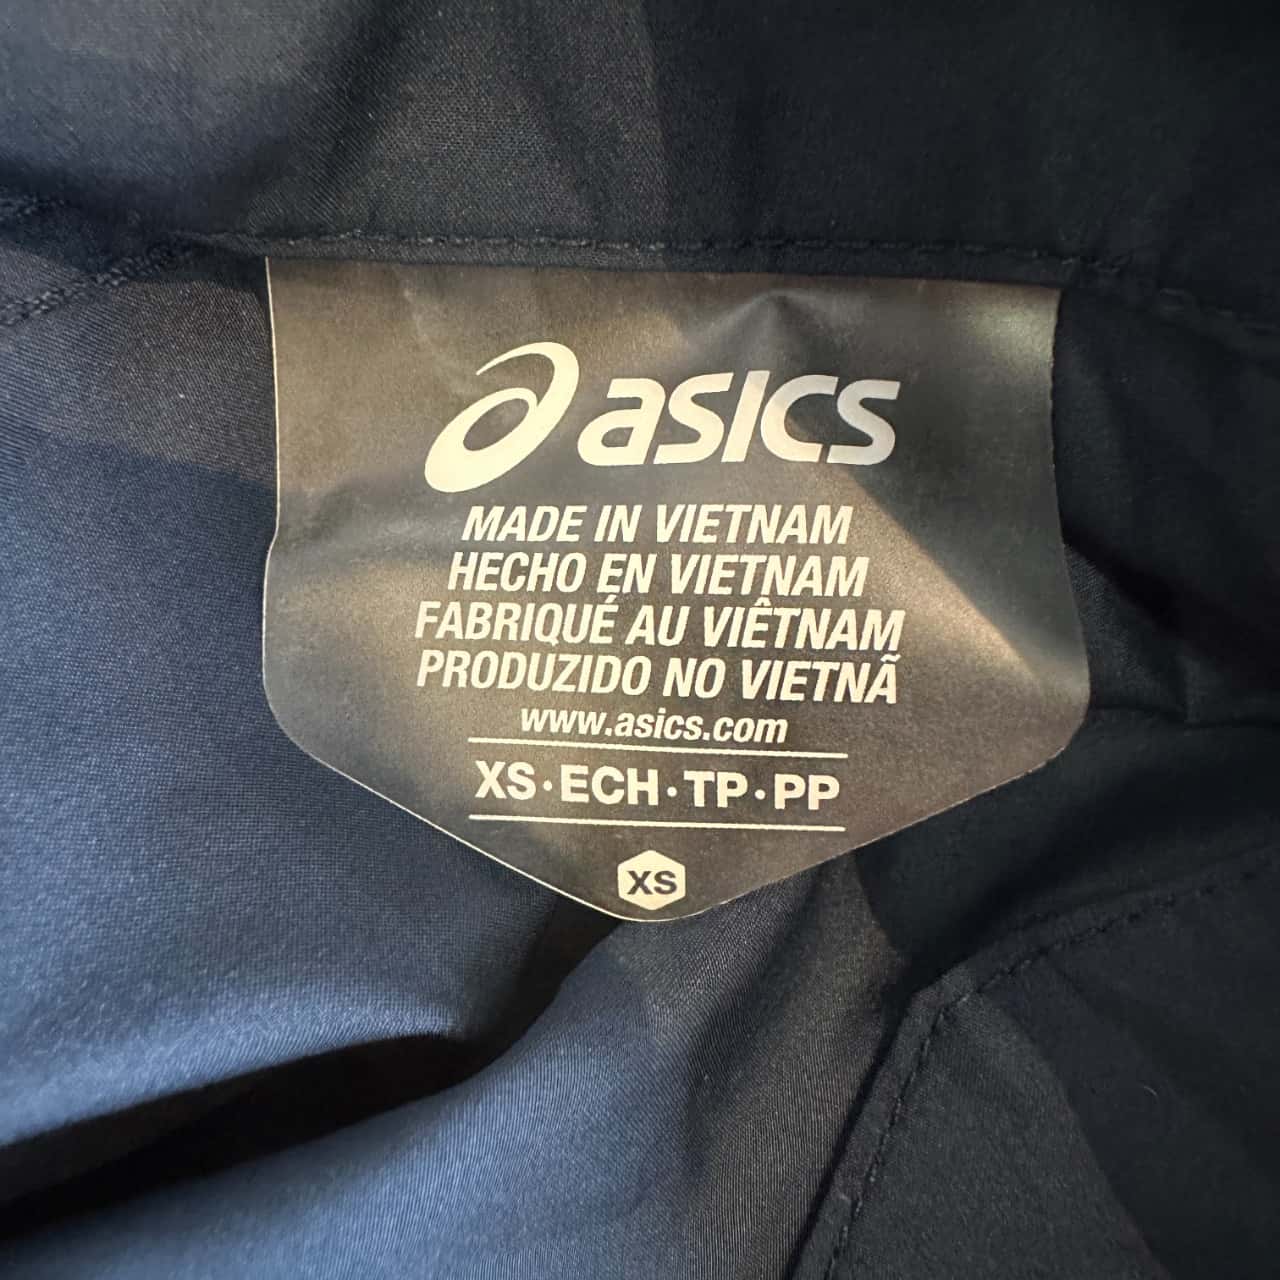 asics
MADE IN VIETNAM
HECHO EN VIETNAM
FABRIQUÉ AU VIÊTNAM
PRODUZIDO NO VIETNÃ
www.asics.com
XS·ECH·TP·PP
XS